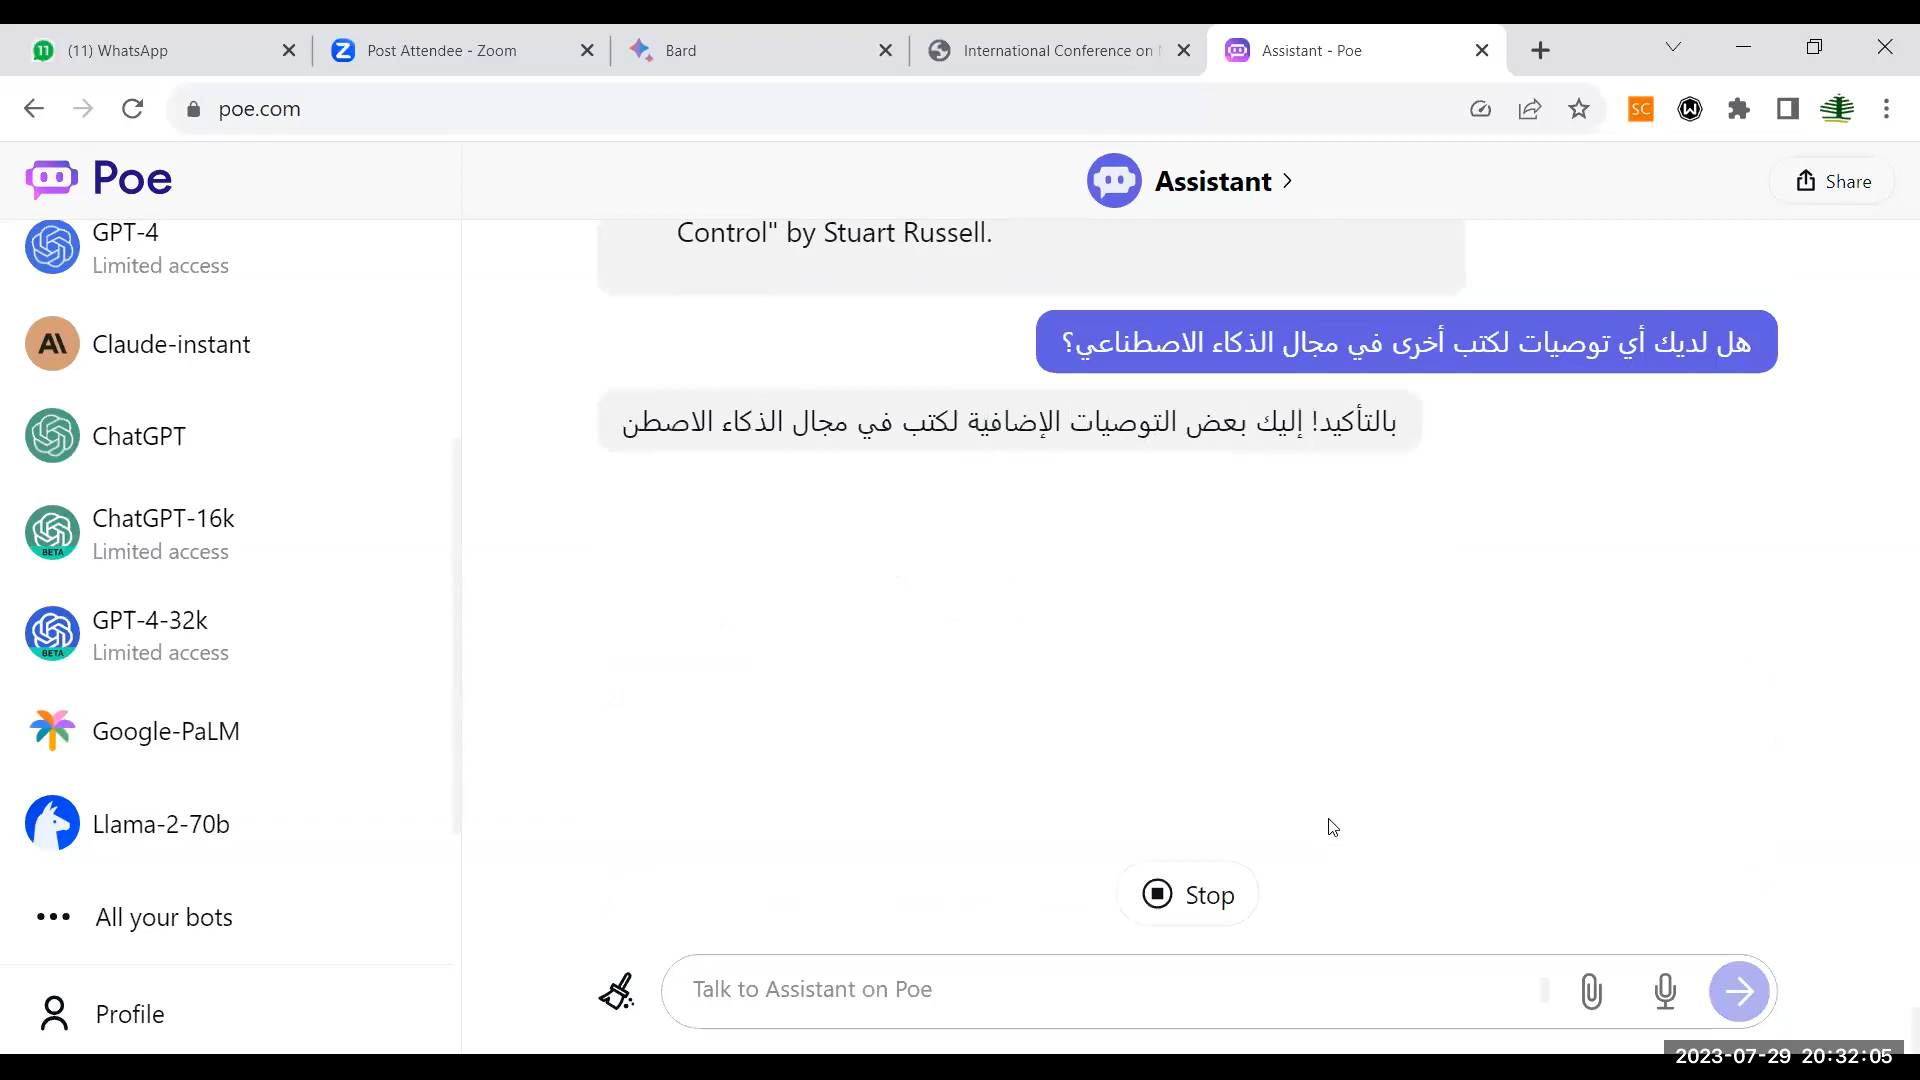 (11) WhatsApp
Post Attendee - Zoom
Bard
International Conference on
Assistant - Poe
poe.com
SC
Poe
Assistant
Share
GPT-4
Limited access
Claude-instant
ChatGPT
ChatGPT-16k
BETA
Limited access
GPT-4-32k
BETA
Limited access
Google-PaLM
Llama-2-70b
All your bots
Profile
Control" by Stuart Russell.
هل لديك أي توصيات لكتب أخرى في مجال الذكاء الاصطناعي؟
بالتأكيد! إليك بعض التوصيات الإضافية لكتب في مجال الذكاء الاصطن
Stop
Talk to Assistant on Poe
2023-07-29 20:32:05